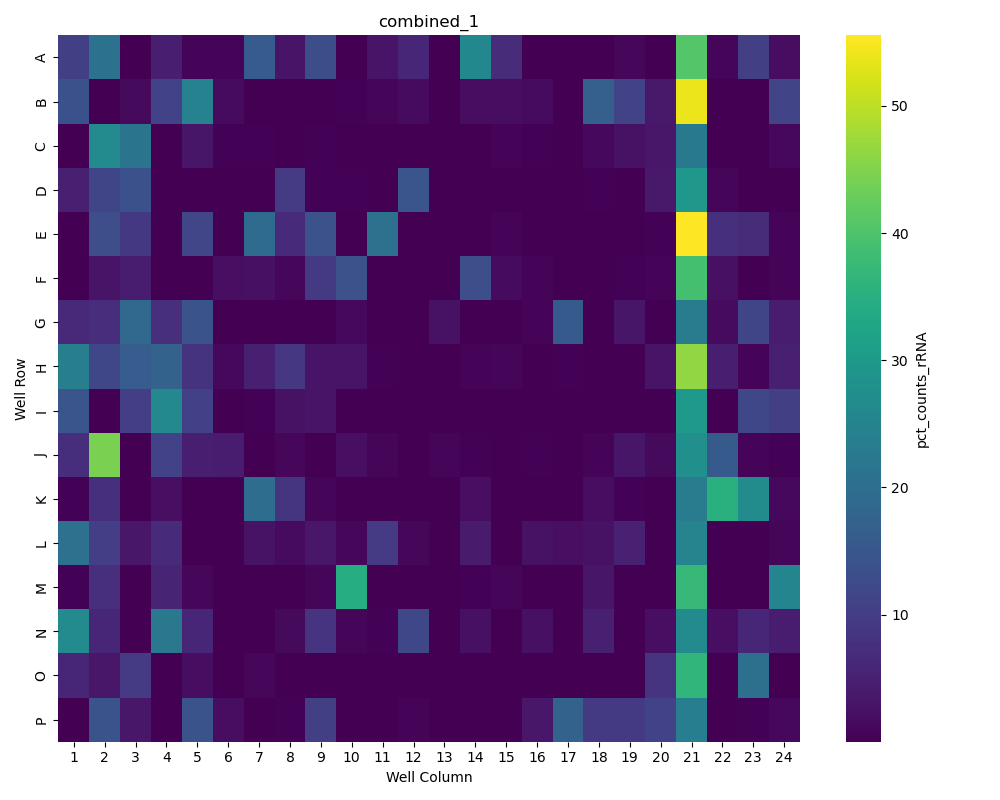 combined_1
Well Row
A
B
C
D
E
F
G
H
I
J
K
L
M
N
O
P
1 2 3 4 5 6 7 8 9 10 11 12 13 14 15 16 17 18 19 20 21 22 23 24
Well Column
50
40
30
20
10
pct_counts_rRNA